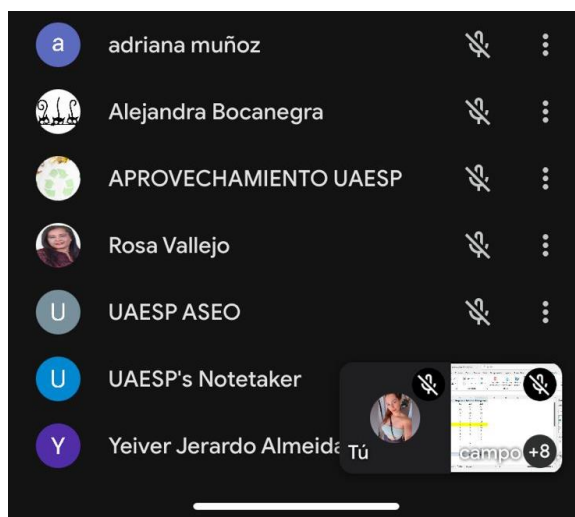 a adriana muñoz
Alejandra Bocanegra
APROVECHAMIENTO UAESP
Rosa Vallejo
U UAESP ASEO
U UAESP's Notetaker
Y Yeiver Jerardo Almeida
Tú
campo +8